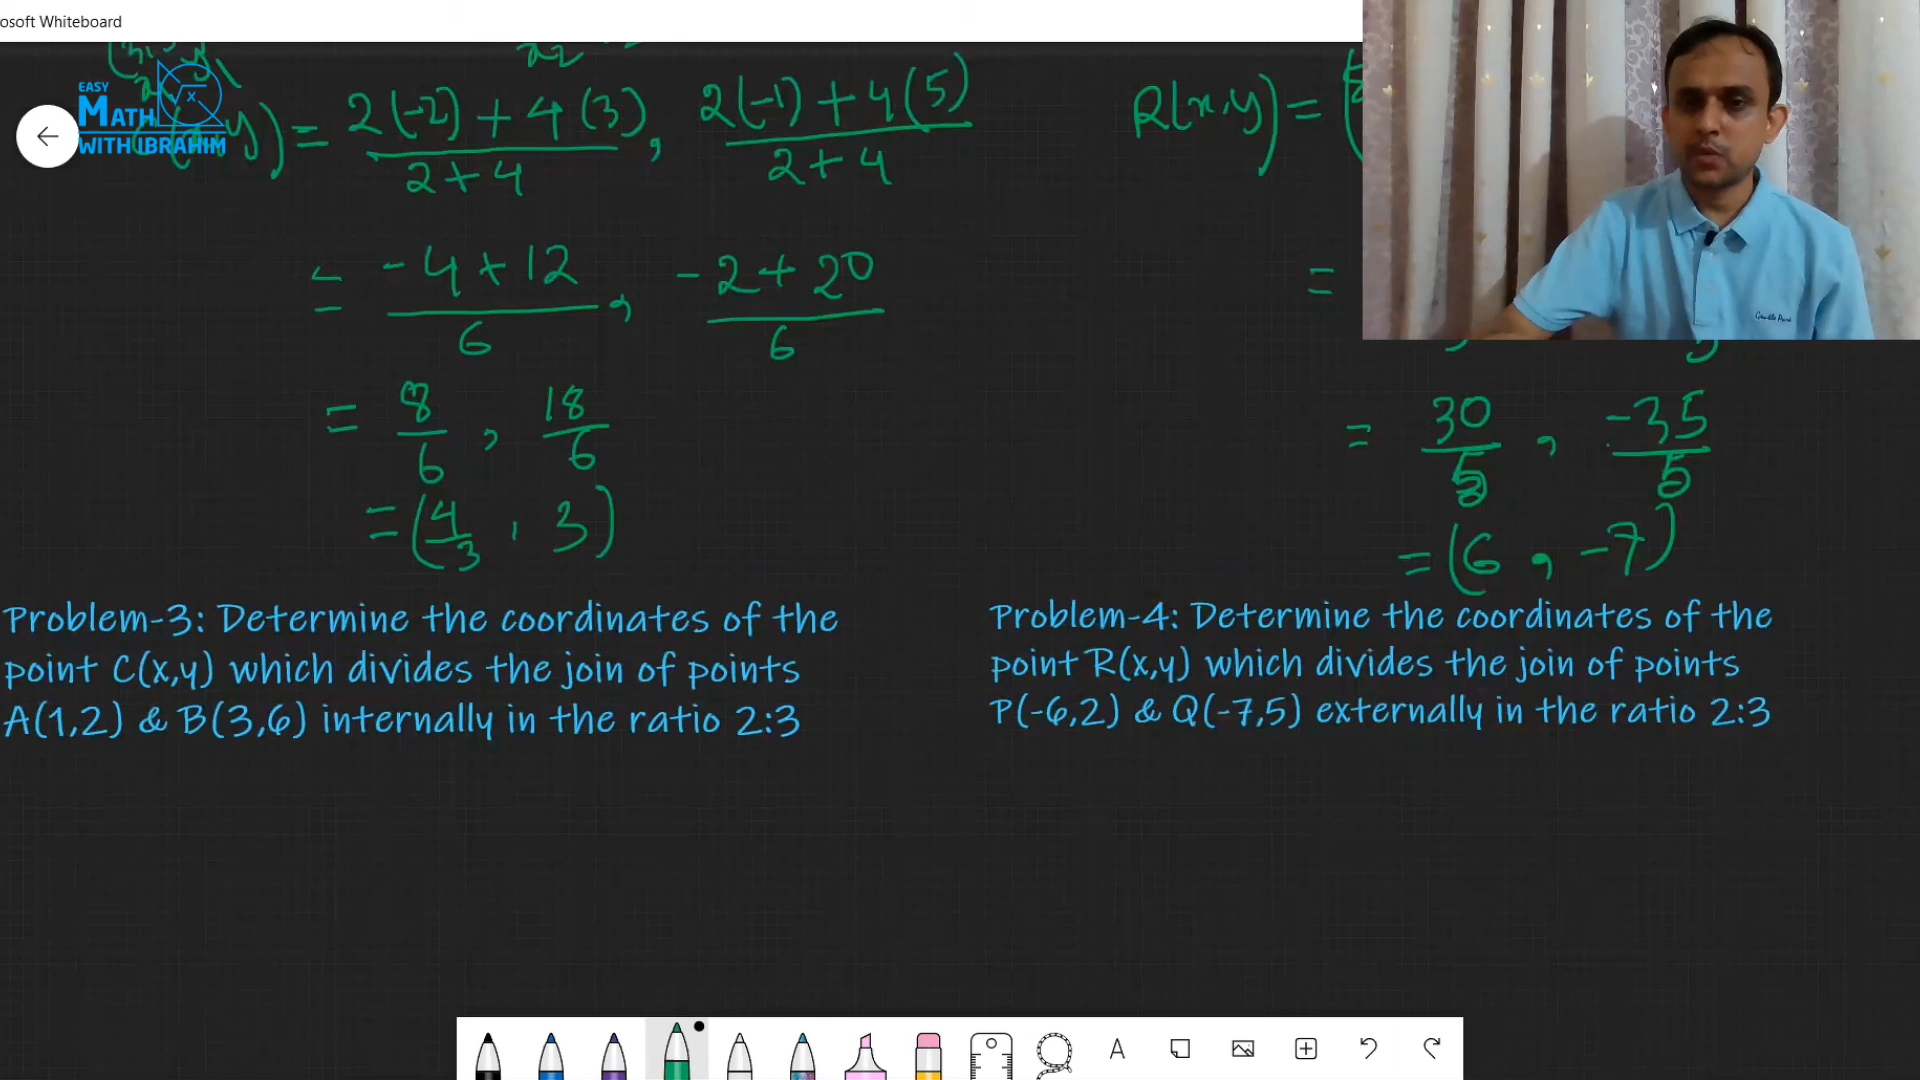 osoft Whiteboard
EASY
MATH
WITH IBRAHIM
y) = 2(-2) + 4(3) / 2+4 , 2(-1) + 4(5) / 2+4
= -4+12 / 6 , -2+20 / 6
= 8/6 , 18/6
= (4/3 , 3)
R(x,y) = (
=
= 30/5 , -35/5
= (6 , -7)
Problem-3: Determine the coordinates of the
point C(x,y) which divides the join of points
A(1,2) & B(3,6) internally in the ratio 2:3
Problem-4: Determine the coordinates of the
point R(x,y) which divides the join of points
P(-6,2) & Q(-7,5) externally in the ratio 2:3
A